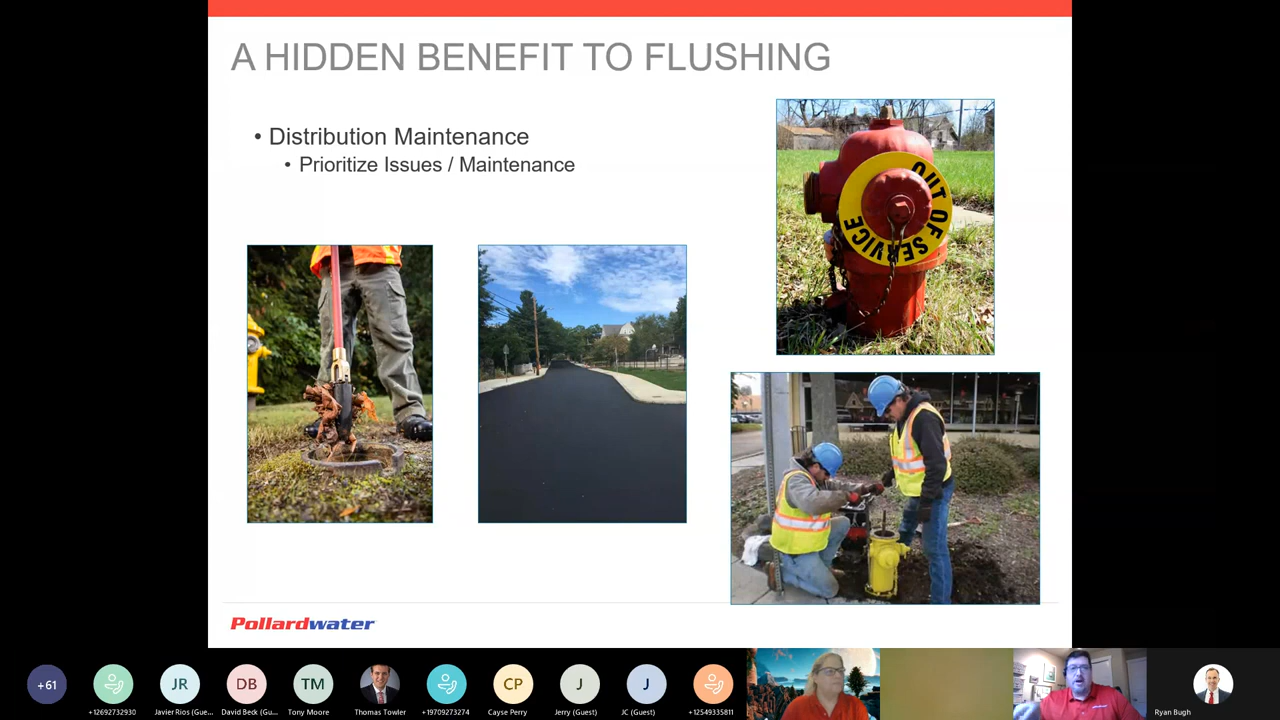 A HIDDEN BENEFIT TO FLUSHING
• Distribution Maintenance
• Prioritize Issues / Maintenance
OUT OF SERVICE
Pollardwater
+61
JR
DB
TM
CP
J
J
+12692732930
Javier Rios (Gue...
David Beck (Gu...
Tony Moore
Thomas Towler
+19709273274
Cayse Perry
Jerry (Guest)
JC (Guest)
+12549335811
Ryan Bugh